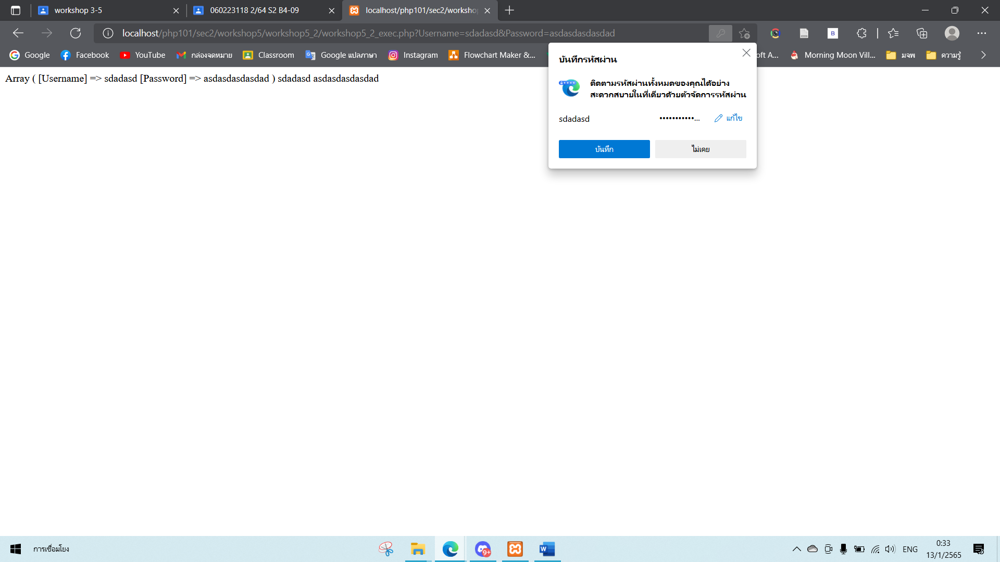 workshop 3-5
060223118 2/64 S2 B4-09
localhost/php101/sec2/worksho
localhost/php101/sec2/workshop5/workshop5_2/workshop5_2_exec.php?Username=sdadasd&Password=asdasdasdasdad
Google Facebook YouTube กล่องจดหมาย Classroom Google แปลภาษา Instagram Flowchart Maker &... oft A... Morning Moon Vill... มจพ ความรู้
Array ( [Username] => sdadasd [Password] => asdasdasdasdad ) sdadasd asdasdasdasdad
บันทึกรหัสผ่าน
ติดตามรหัสผ่านทั้งหมดของคุณได้อย่าง
สะดวกสบายในที่เดียวด้วยตัวจัดการรหัสผ่าน
sdadasd •••••••••••... แก้ไข
บันทึก ไม่เคย
การเชื่อมโยง
9+
ENG
0:33
13/1/2565